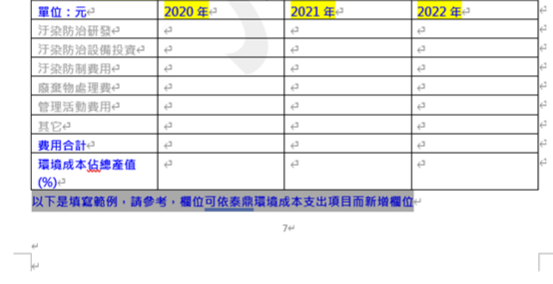 單位：元 2020 年 2021 年 2022 年
汙染防治研發
汙染防治設備投資
汙染防制費用
廢棄物處理費
管理活動費用
其它
費用合計
環境成本佔總產值
(%)
以下是填寫範例，請參考，欄位可依泰鼎環境成本支出項目而新增欄位
7